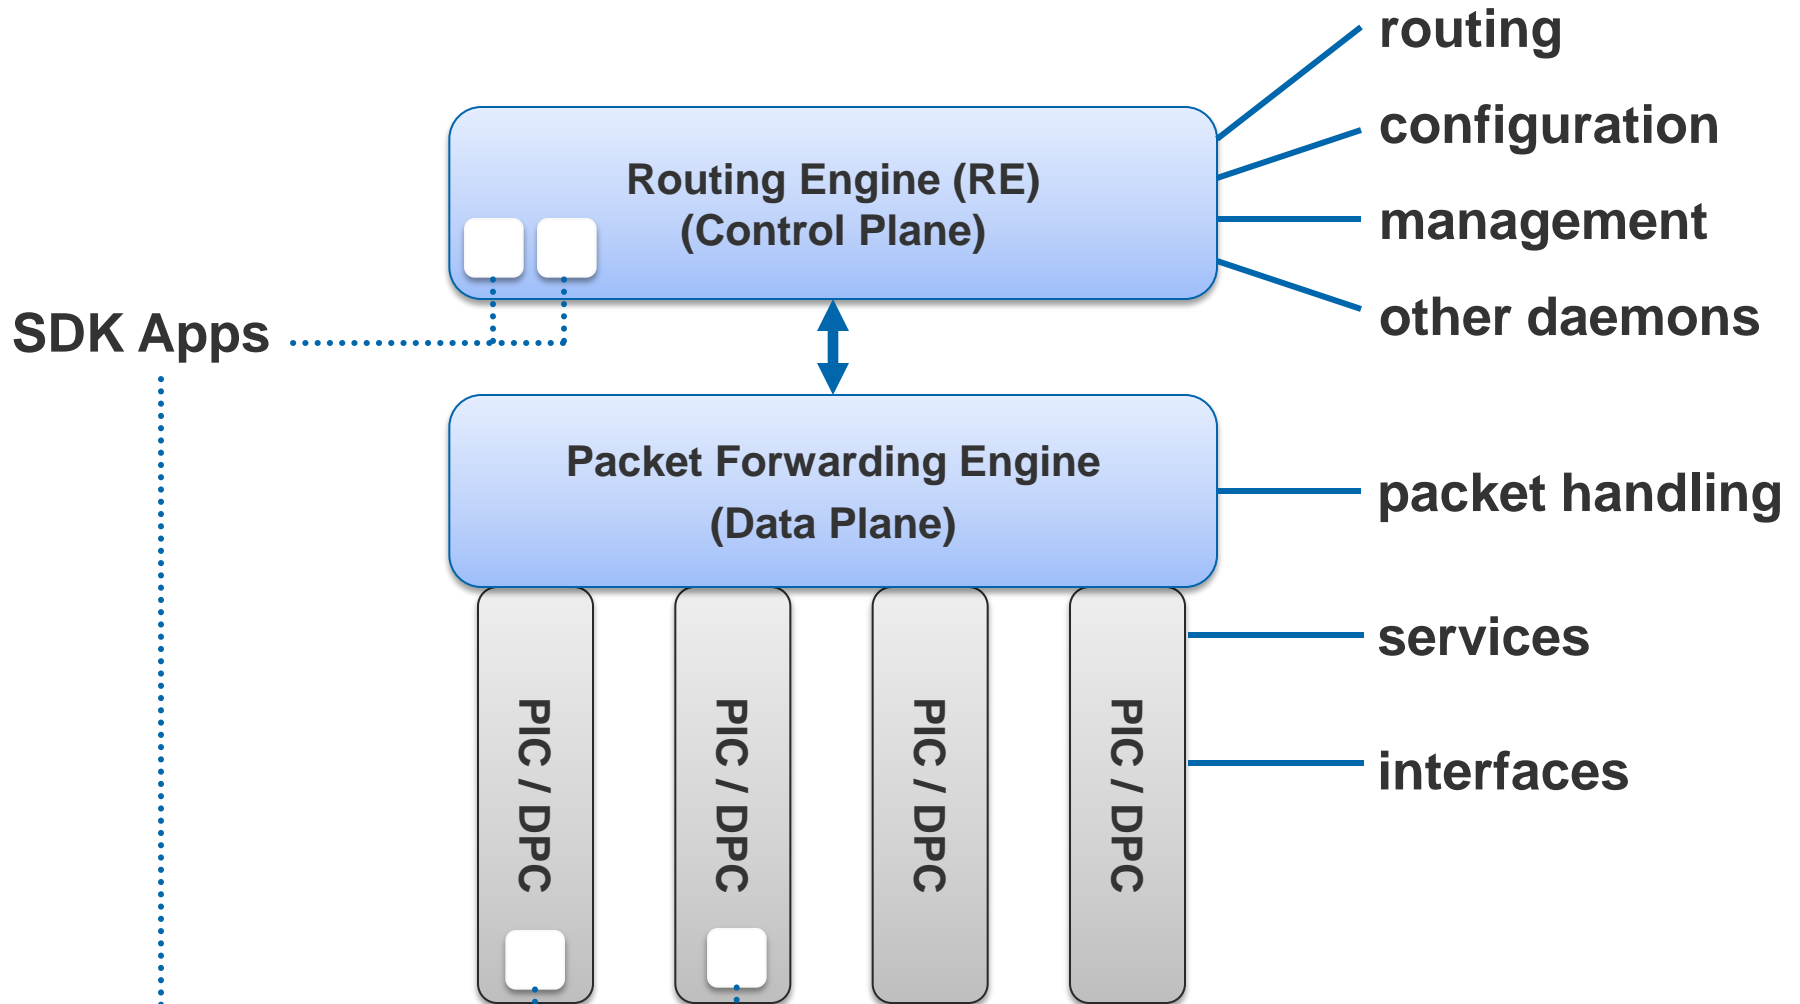 routing
configuration
management
other daemons
Routing Engine (RE)
(Control Plane)
SDK Apps
Packet Forwarding Engine
(Data Plane)
packet handling
services
interfaces
PIC / DPC
PIC / DPC
PIC / DPC
PIC / DPC